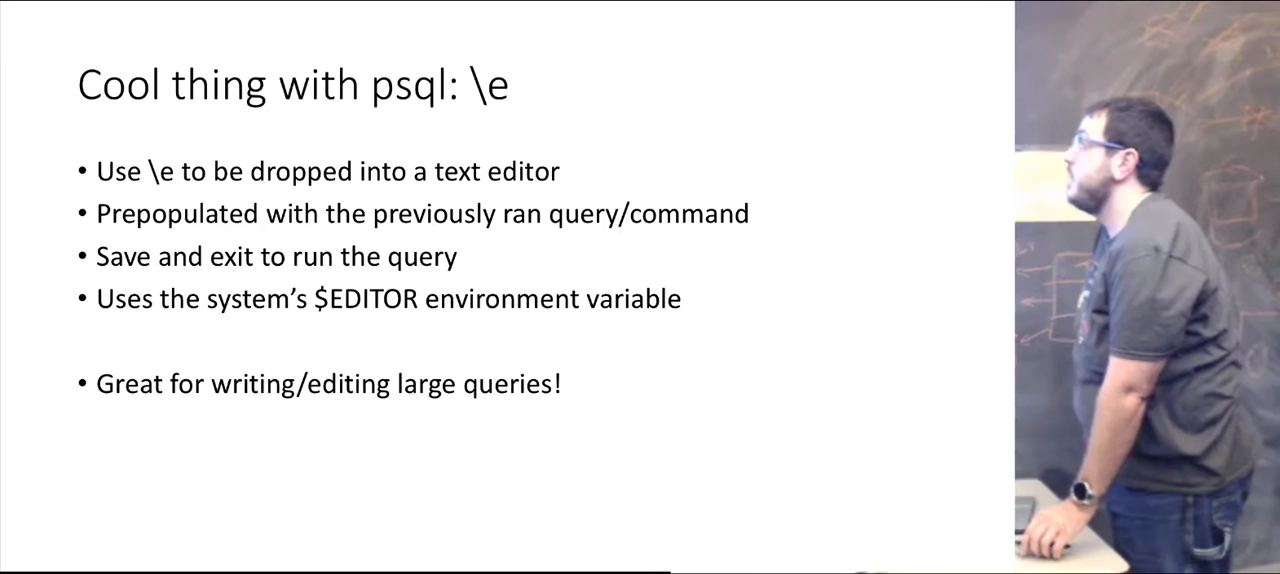 Cool thing with psql: \e
• Use \e to be dropped into a text editor
• Prepopulated with the previously ran query/command
• Save and exit to run the query
• Uses the system’s $EDITOR environment variable
• Great for writing/editing large queries!